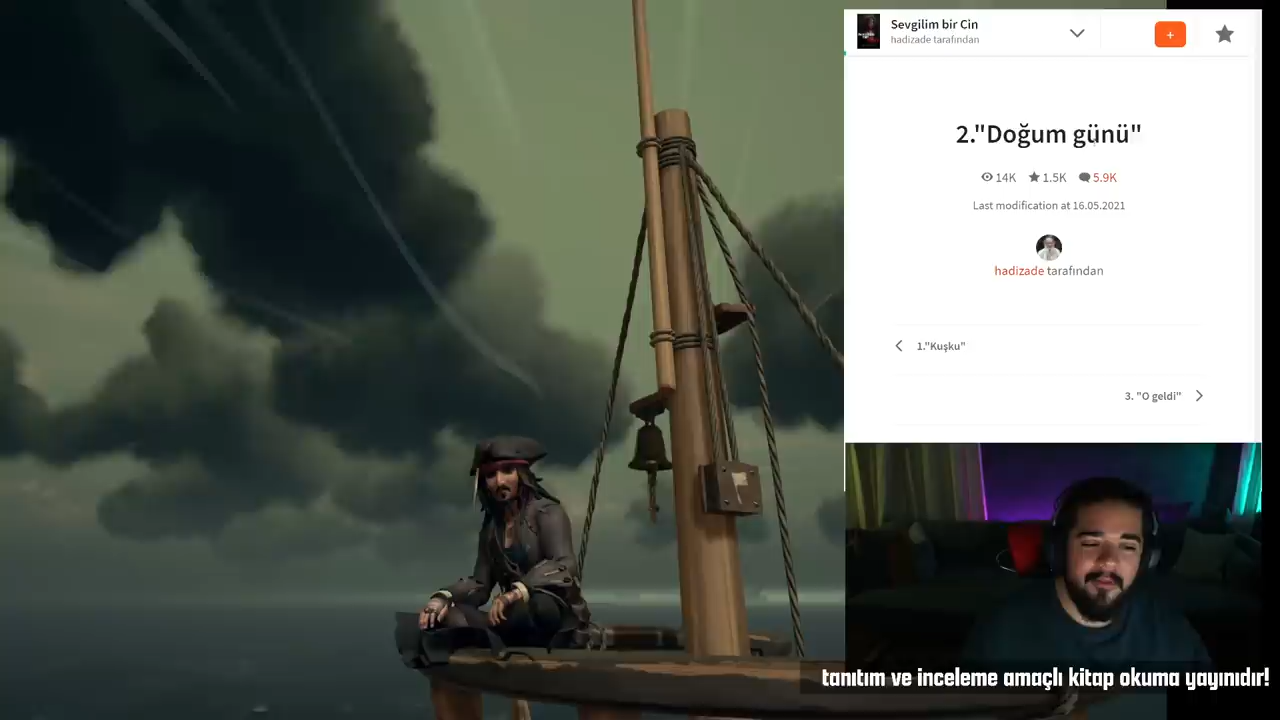 Sevgilim bir Cin
hadizade tarafından
+
2."Doğum günü"
14K 1.5K 5.9K
Last modification at 16.05.2021
hadizade tarafından
1."Kuşku"
3. "O geldi"
tanıtım ve inceleme amaçlı kitap okuma yayınıdır!